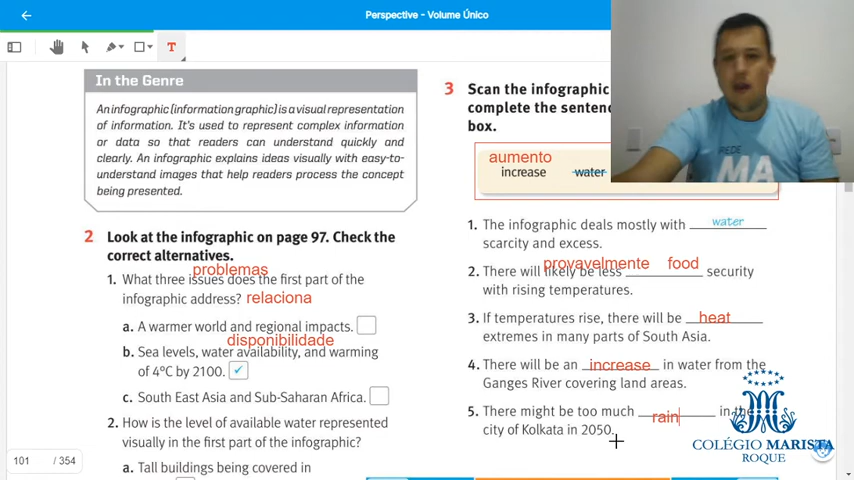 Perspective - Volume Único
T
In the Genre
An infographic (information graphic) is a visual representation
of information. It's used to represent complex information
or data so that readers can understand quickly and
clearly. An infographic explains ideas visually with easy-to-
understand images that help readers process the concept
being presented.
2 Look at the infographic on page 97. Check the
correct alternatives.
problemas
1. What three issues does the first part of the
infographic address? relaciona
a. A warmer world and regional impacts.
disponibilidade
b. Sea levels, water availability, and warming
of 4ºC by 2100. ✓
c. South East Asia and Sub-Saharan Africa.
2. How is the level of available water represented
visually in the first part of the infographic?
a. Tall buildings being covered in
101 / 354
3 Scan the infographic
complete the senten
box.
aumento
increase water
1. The infographic deals mostly with water
scarcity and excess.
provavelmente food
2. There will likely be less ________ security
with rising temperatures.
3. If temperatures rise, there will be heat
extremes in many parts of South Asia.
4. There will be an increase in water from the
Ganges River covering land areas.
5. There might be too much rain in the
city of Kolkata in 2050.
REDE
MA
COLÉGIO MARISTA
ROQUE